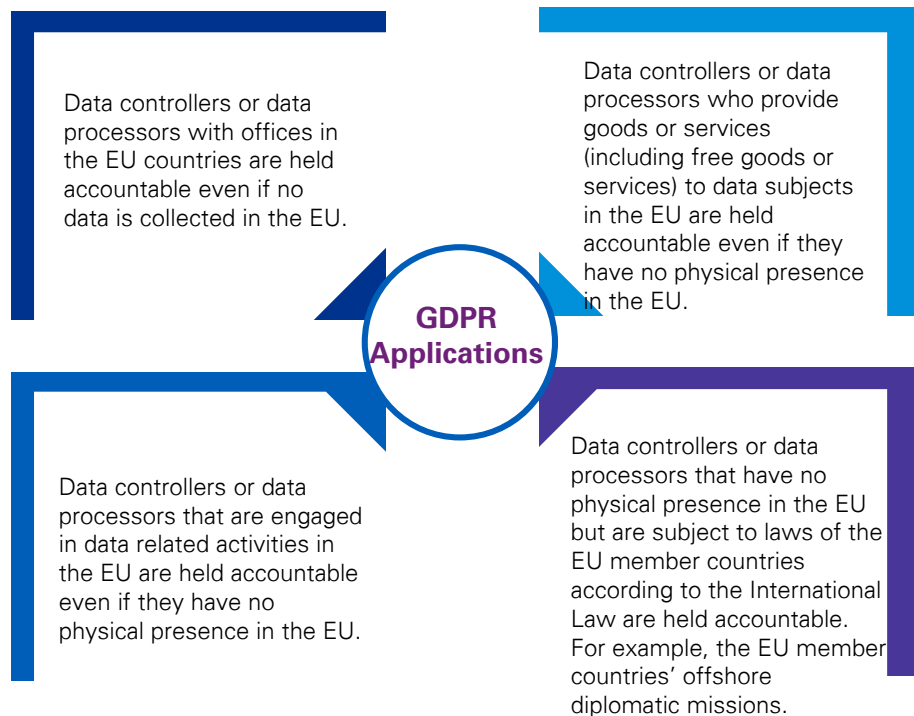 Data controllers or data
processors with offices in
the EU countries are held
accountable even if no
data is collected in the EU.
Data controllers or data
processors who provide
goods or services
(including free goods or
services) to data subjects
in the EU are held
accountable even if they
have no physical presence
in the EU.
GDPR
Applications
Data controllers or data
processors that are engaged
in data related activities in
the EU are held accountable
even if they have no
physical presence in the EU.
Data controllers or data
processors that have no
physical presence in the EU
but are subject to laws of the
EU member countries
according to the International
Law are held accountable.
For example, the EU member
countries’ offshore
diplomatic missions.